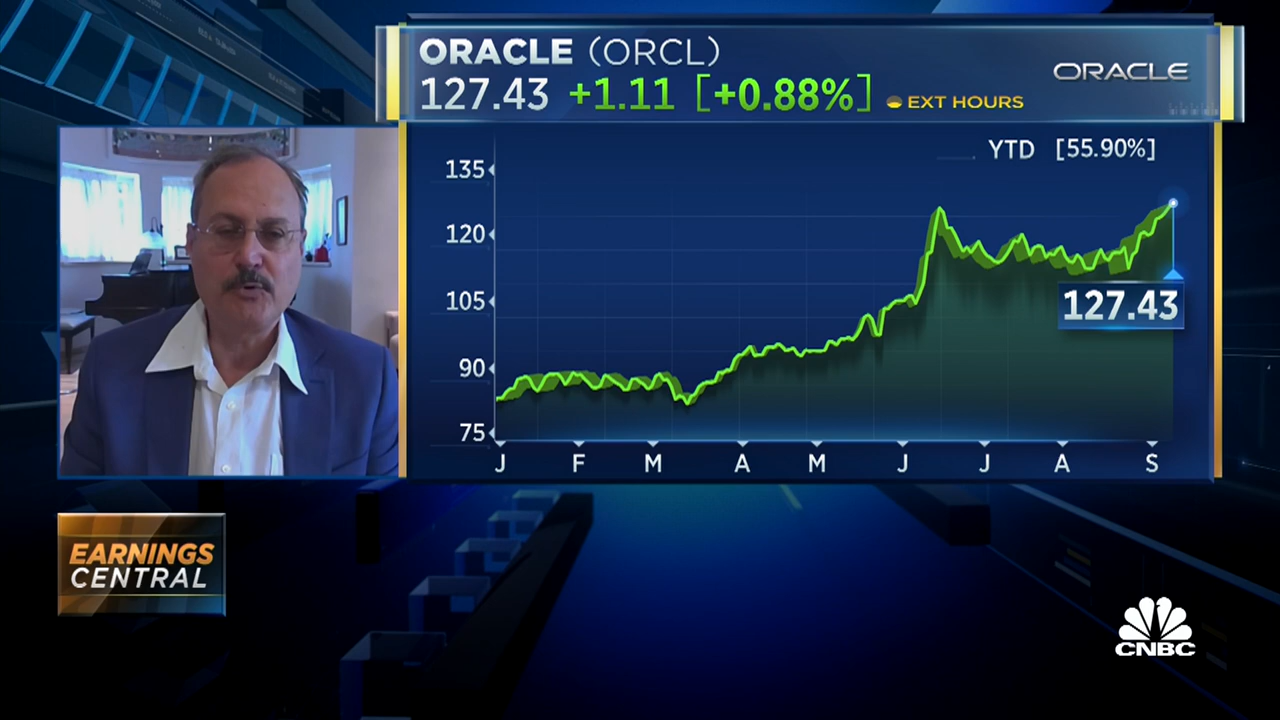 ORACLE (ORCL)
127.43 +1.11 [+0.88%] EXT HOURS
ORACLE
YTD [55.90%]
135
120
105
90
75
127.43
J F M A M J J A S
EARNINGS
CENTRAL
CNBC